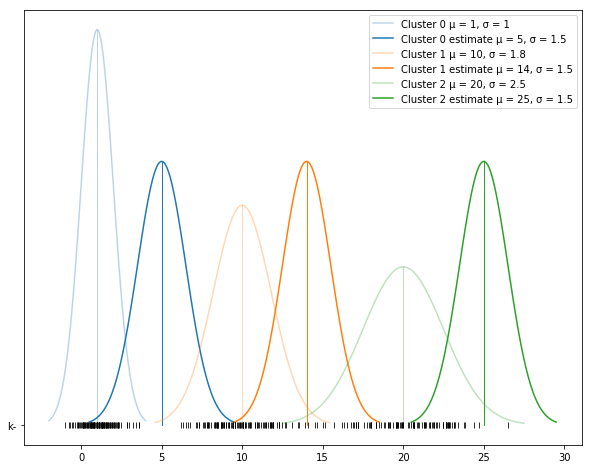 Cluster 0 μ = 1, σ = 1
Cluster 0 estimate μ = 5, σ = 1.5
Cluster 1 μ = 10, σ = 1.8
Cluster 1 estimate μ = 14, σ = 1.5
Cluster 2 μ = 20, σ = 2.5
Cluster 2 estimate μ = 25, σ = 1.5
k-
0 5 10 15 20 25 30